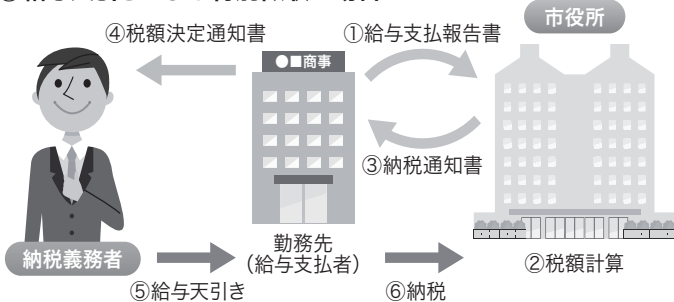 市役所
④税額決定通知書
①給与支払報告書
●■商事
③納税通知書
納税義務者
勤務先
(給与支払者)
②税額計算
⑤給与天引き
⑥納税